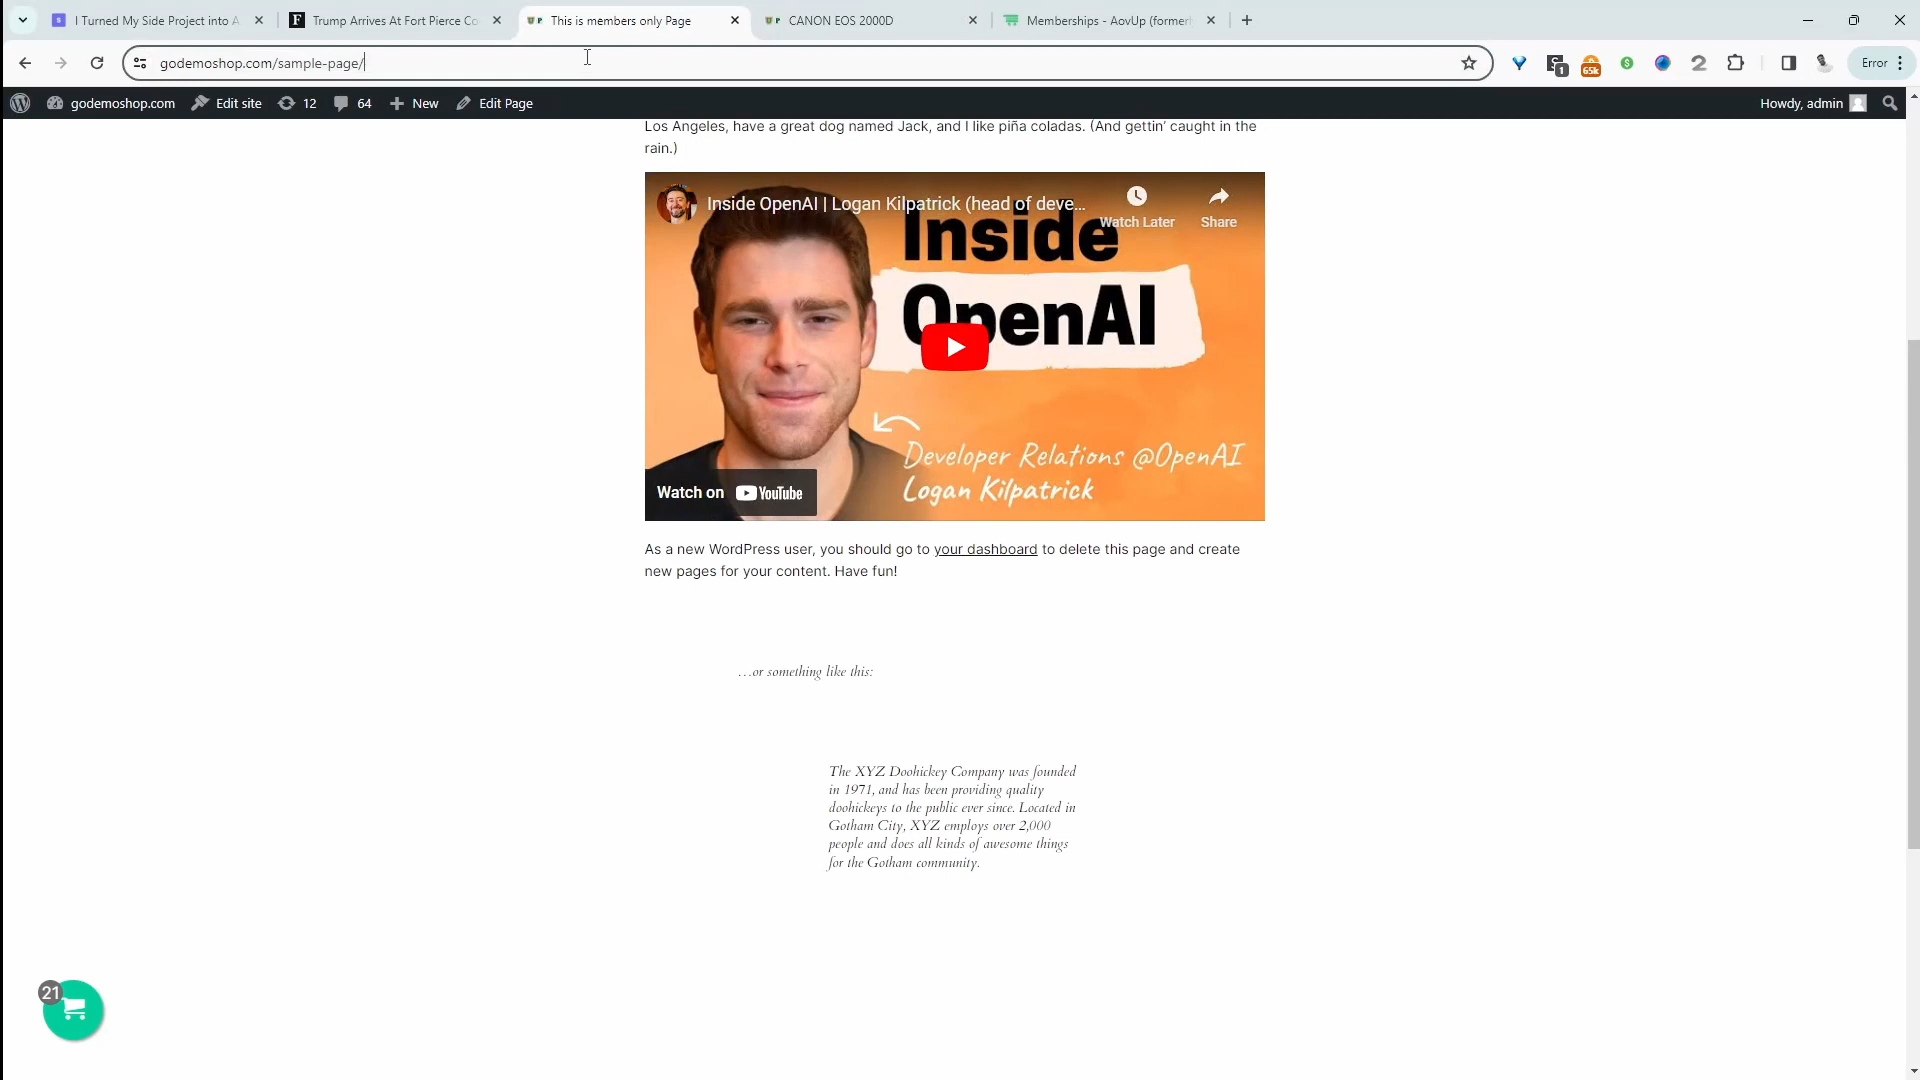 I Turned My Side Project into A
Trump Arrives At Fort Pierce Co
This is members only Page
CANON EOS 2000D
Memberships - AovUp (former
godemoshop.com/sample-page/
1
65k
2
Error
godemoshop.com
Edit site
12
64
New
Edit Page
Howdy, admin
Los Angeles, have a great dog named Jack, and I like piña coladas. (And gettin’ caught in the
rain.)
Inside OpenAI | Logan Kilpatrick (head of deve...
Watch Later
Share
Inside
OpenAI
Developer Relations @OpenAI
Logan Kilpatrick
Watch on YouTube
As a new WordPress user, you should go to your dashboard to delete this page and create
new pages for your content. Have fun!
…or something like this:
The XYZ Doohickey Company was founded
in 1971, and has been providing quality
doohickeys to the public ever since. Located in
Gotham City, XYZ employs over 2,000
people and does all kinds of awesome things
for the Gotham community.
21